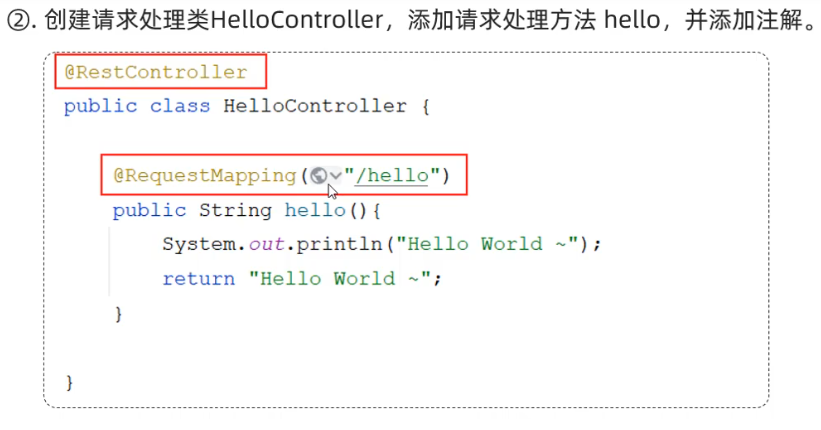 ②. 创建请求处理类HelloController，添加请求处理方法 hello，并添加注解。
@RestController
public class HelloController {
@RequestMapping("/hello")
public String hello(){
System.out.println("Hello World ~");
return "Hello World ~";
}
}